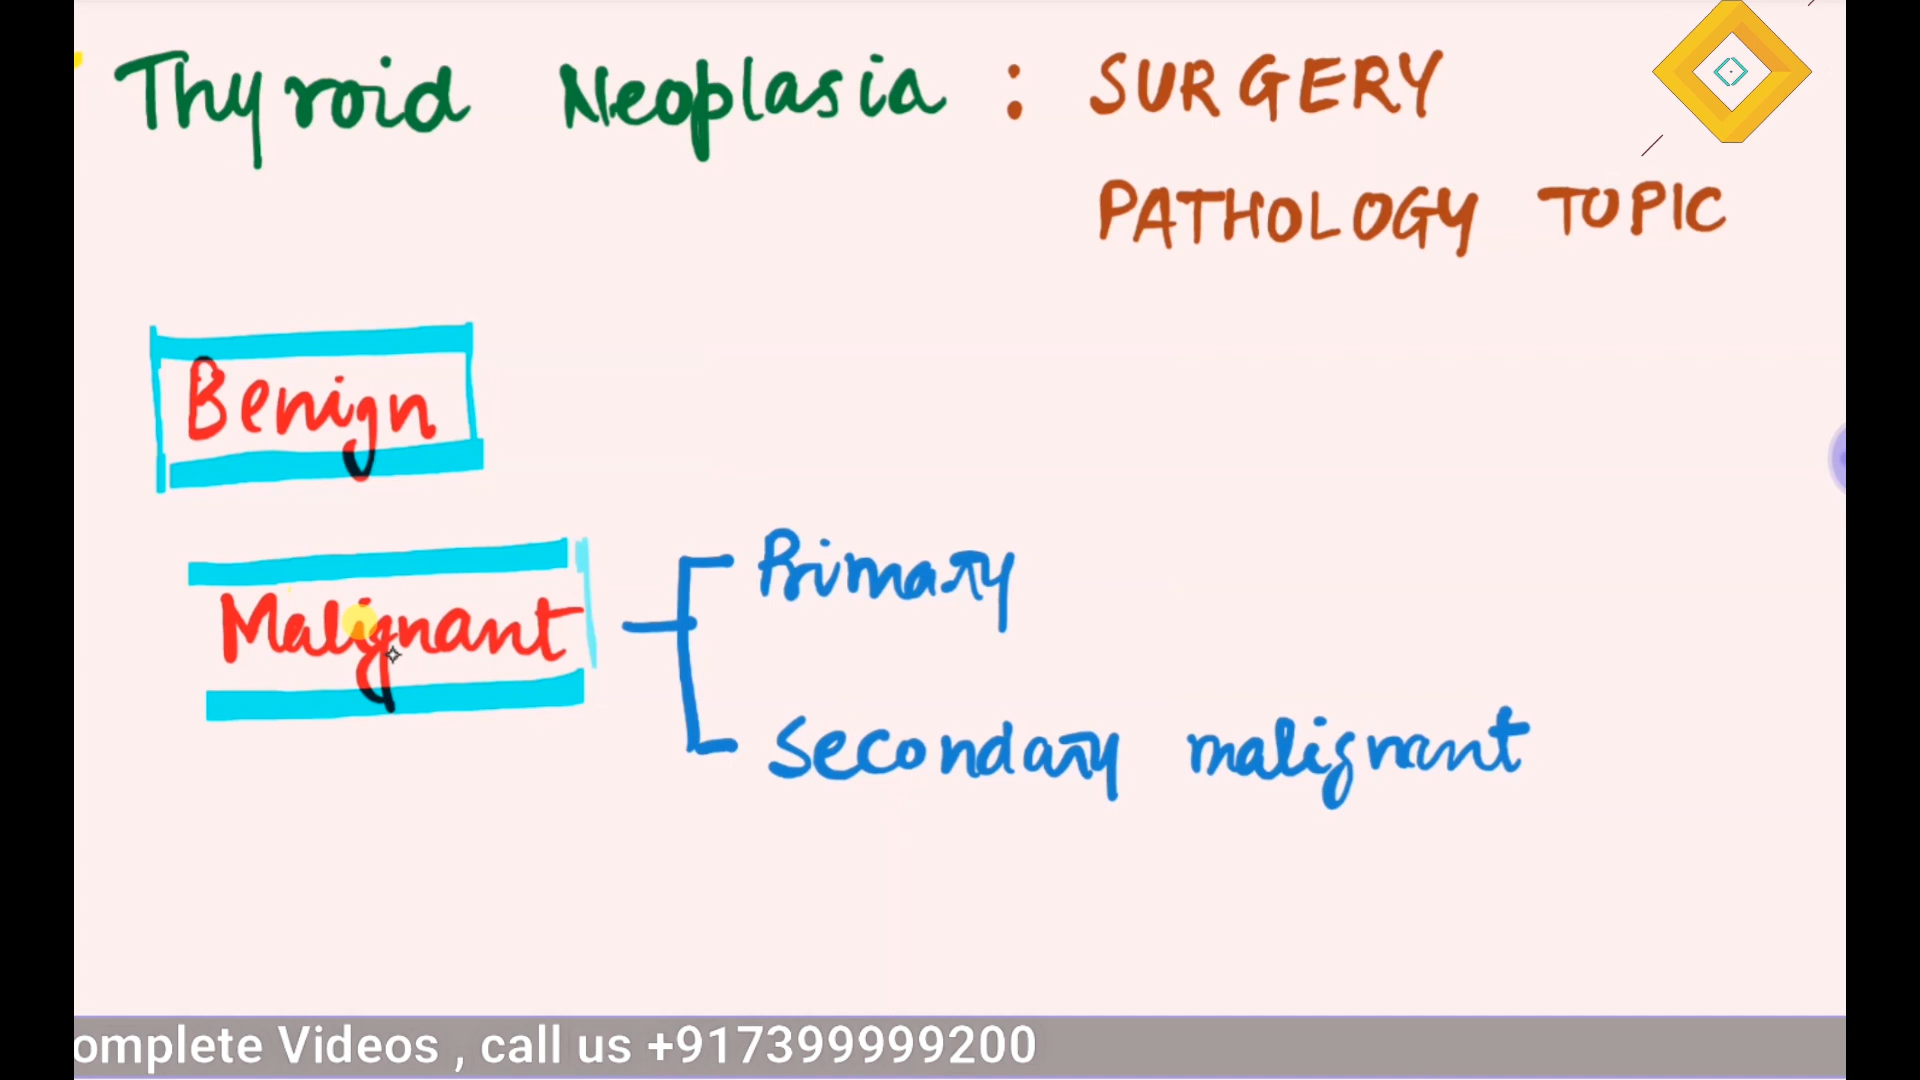 Thyroid Neoplasia : SURGERY
PATHOLOGY TOPIC
Benign
Malignant
Primary
Secondary malignant
omplete Videos , call us +917399999200